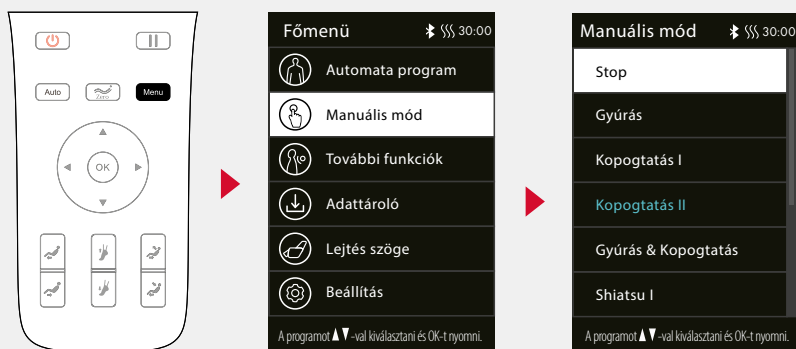 Auto
Zero
Menu
OK
Főmenü 30:00
Automata program
Manuális mód
További funkciók
Adattároló
Lejtés szöge
Beállítás
A programot▲▼-val kiválasztani és OK-t nyomni.
Manuális mód 30:00
Stop
Gyúrás
Kopogtatás I
Kopogtatás II
Gyúrás & Kopogtatás
Shiatsu I
A programot▲▼-val kiválasztani és OK-t nyomni.